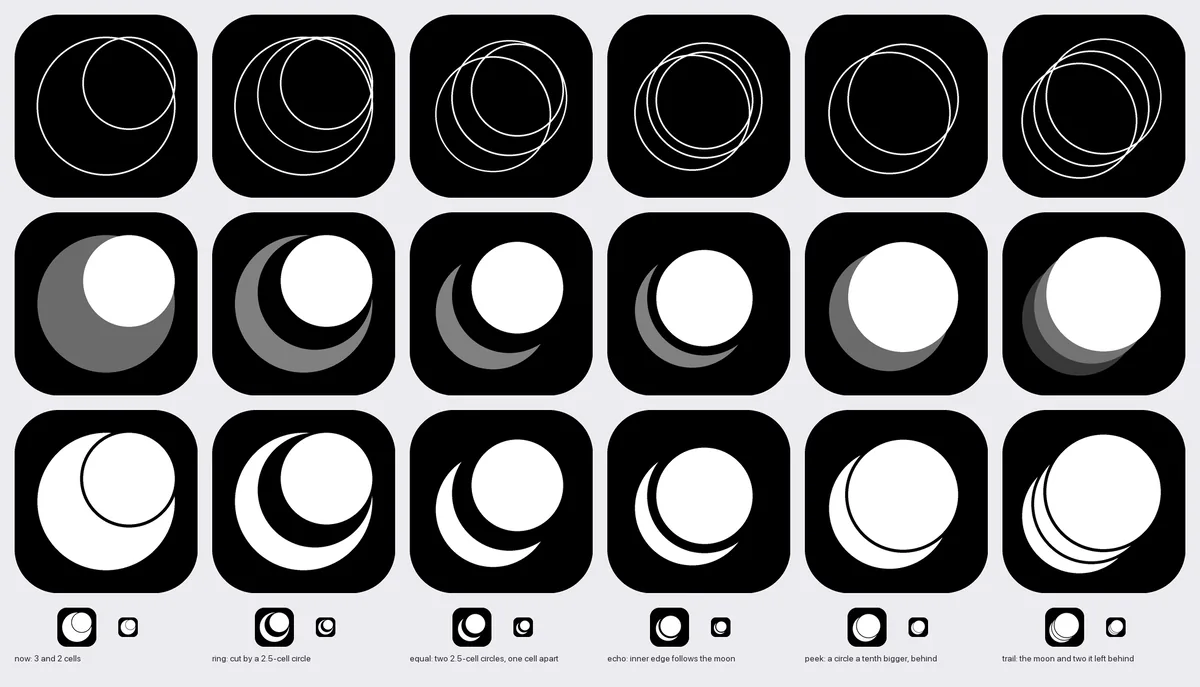 now: 3 and 2 cells
ring: cut by a 2.5-cell circle
equal: two 2.5-cell circles, one cell apart
echo: inner edge follows the moon
peek: a circle a tenth bigger, behind
trail: the moon and two it left behind